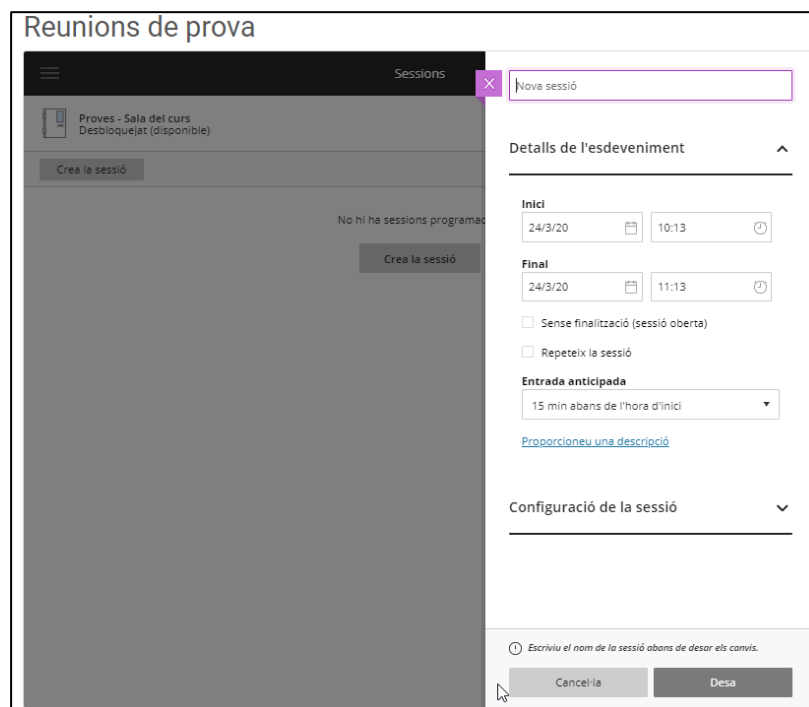 Reunions de prova
Sessions
Proves - Sala del curs
Desbloquejat (disponible)
Crea la sessió
No hi ha sessions programad
Crea la sessió
Nova sessió
Detalls de l'esdeveniment
Inici
24/3/20 10:13
Final
24/3/20 11:13
Sense finalització (sessió oberta)
Repeteix la sessió
Entrada anticipada
15 min abans de l'hora d'inici
Proporcioneu una descripció
Configuració de la sessió
Escriviu el nom de la sessió abans de desar els canvis.
Cancel·la Desa